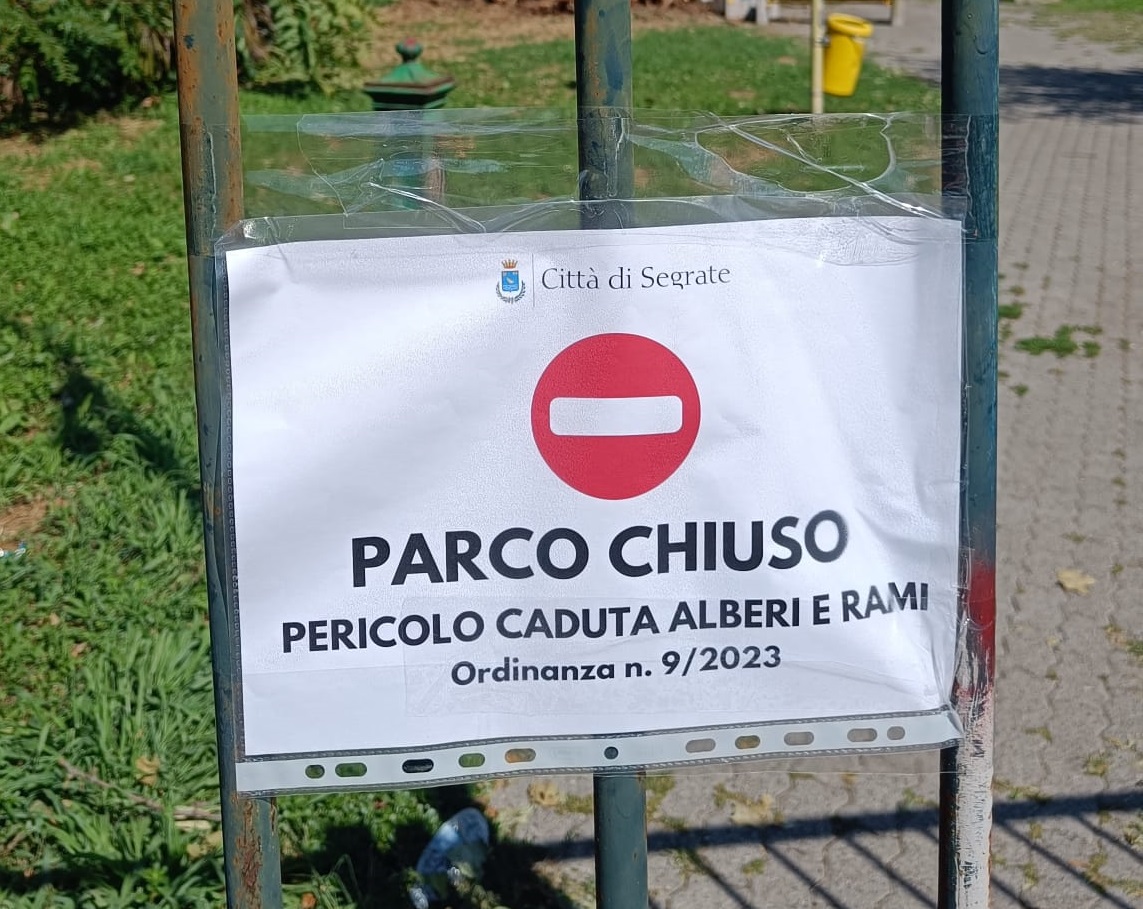 Città di Segrate
PARCO CHIUSO
PERICOLO CADUTA ALBERI E RAMI
Ordinanza n. 9/2023